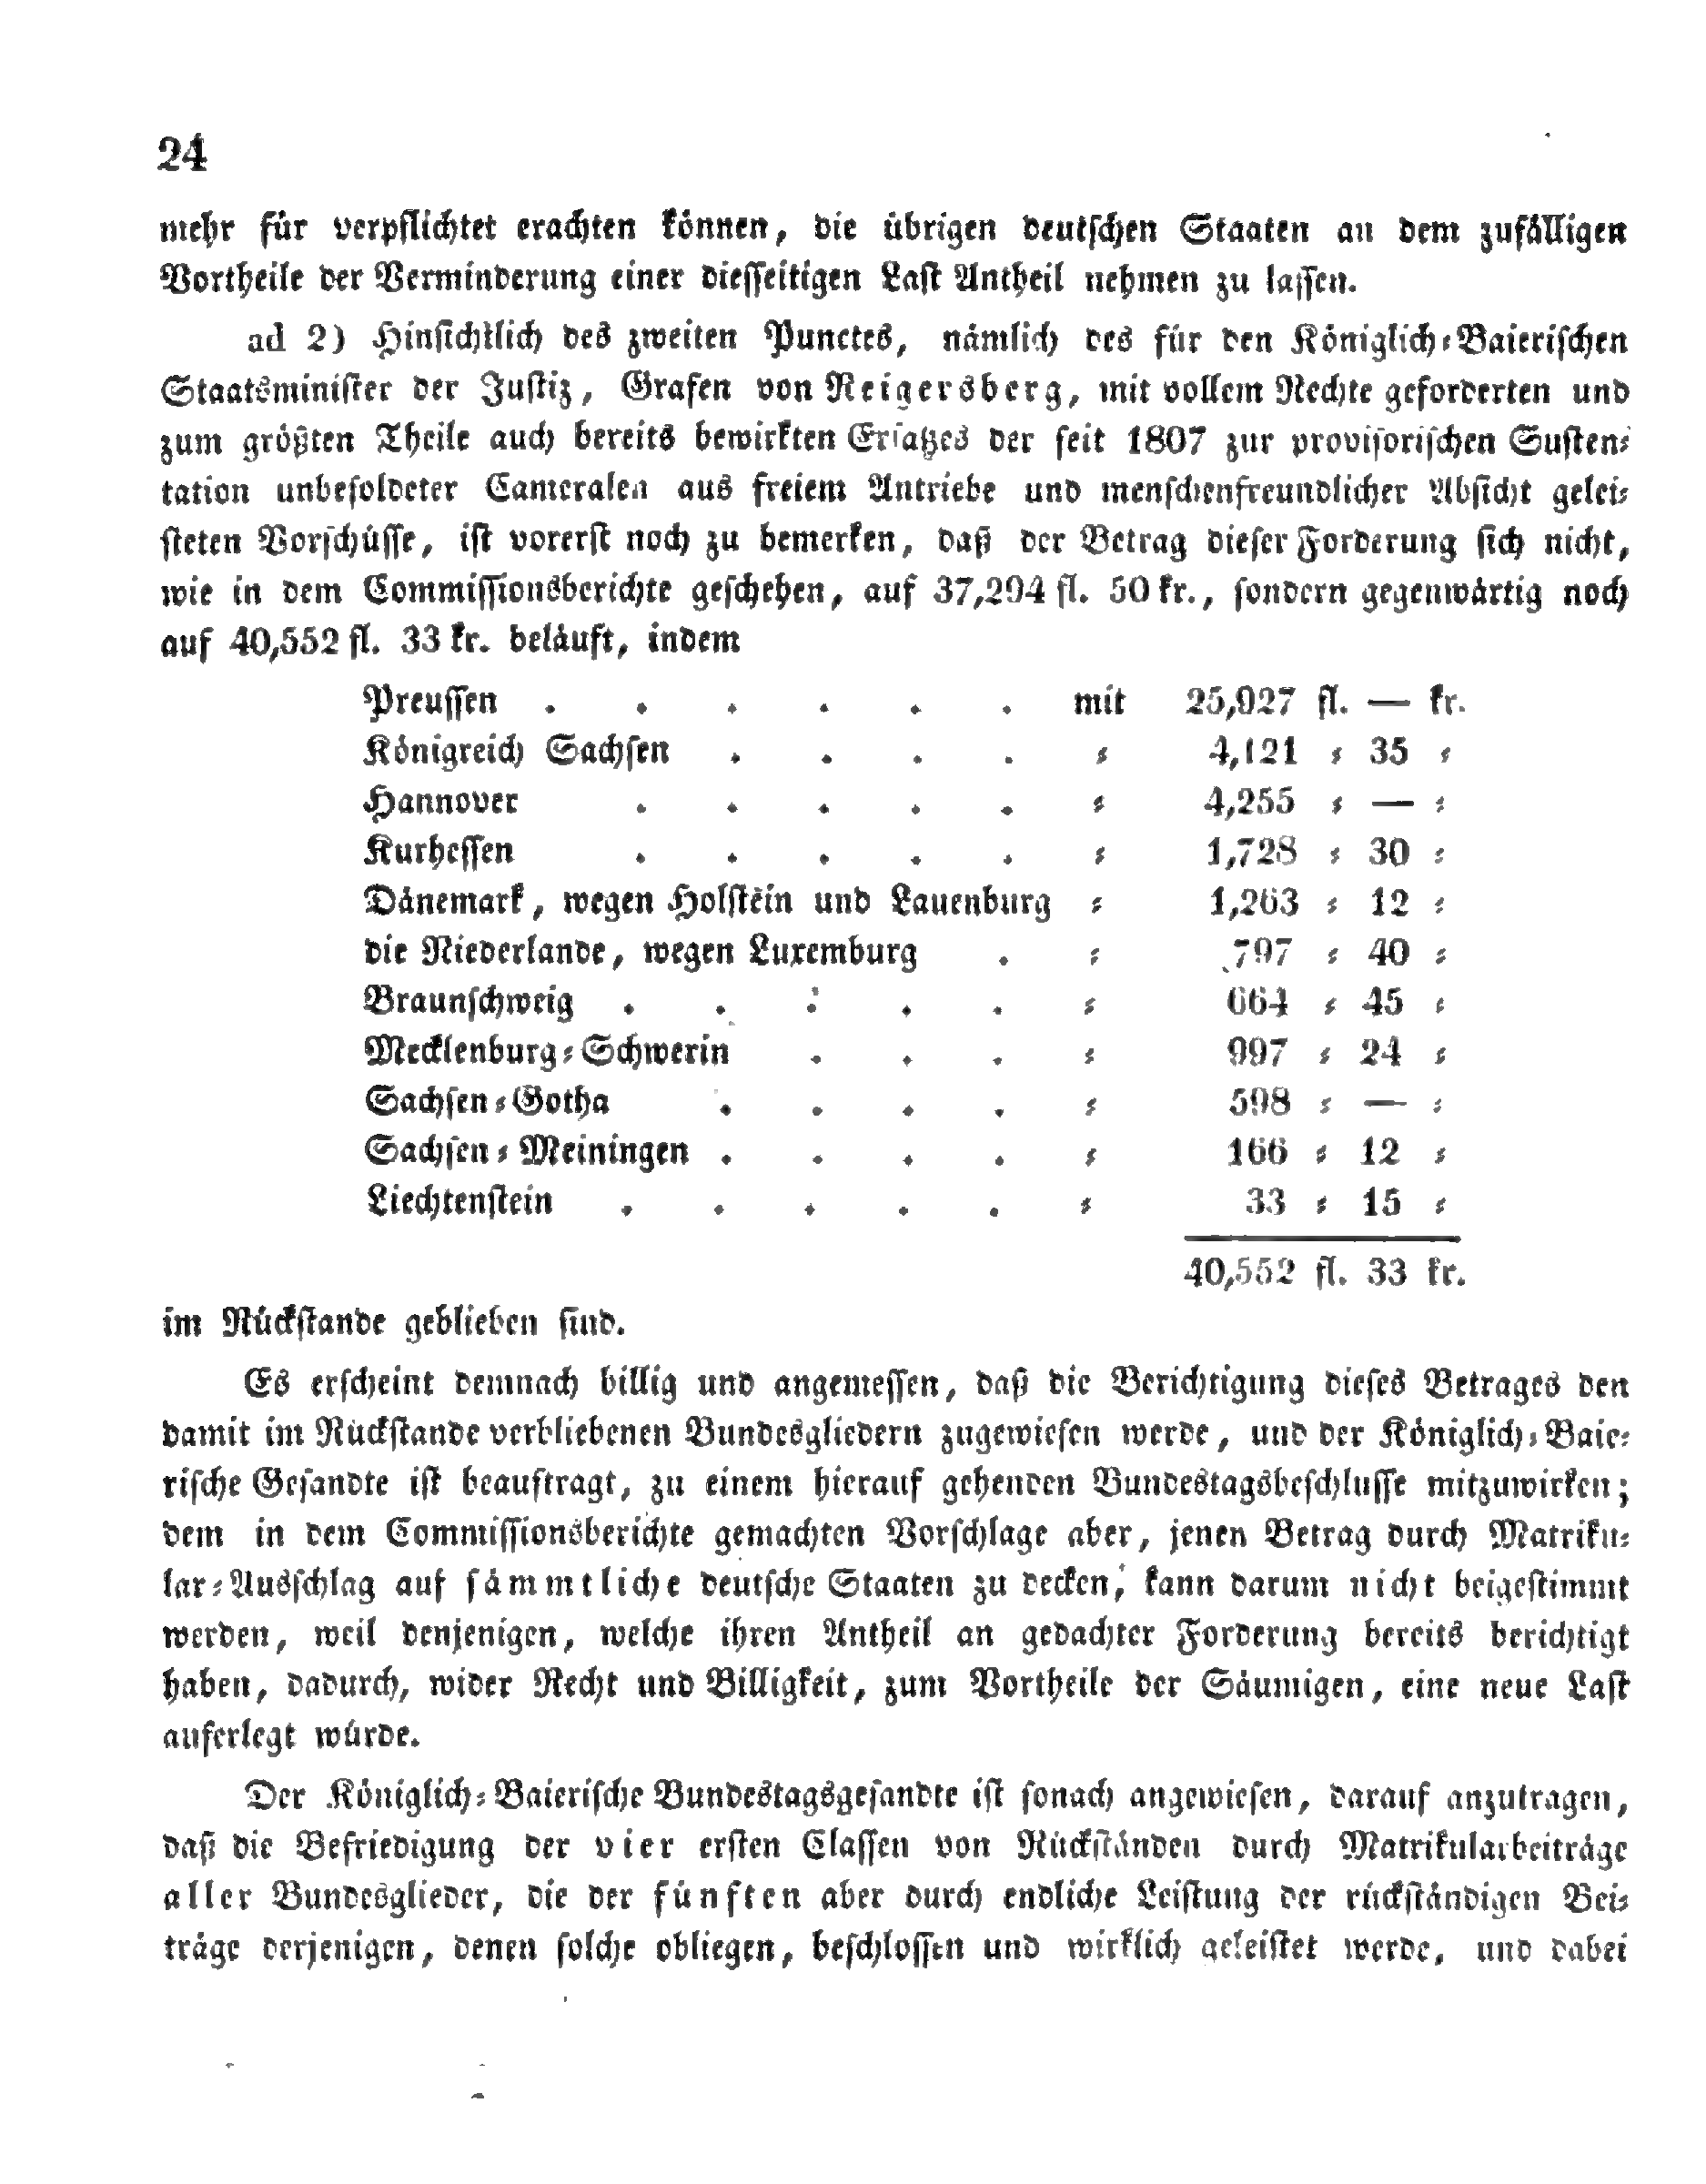 24
mehr für verpflichtet erachten können, die übrigen deutschen Staaten an dem zufälligen
Vortheile der Verminderung einer diesseitigen Last Antheil nehmen zu lassen.
ad 2) Hinsichtlich des zweiten Punctes, nämlich des für den Königlich-Baierischen
Staatsminister der Justiz, Grafen von Reigersberg, mit vollem Rechte geforderten und
zum größten Theile auch bereits bewirkten Ersatzes der seit 1807 zur provisorischen Susten-
tation unbesoldeter Cameralen aus freiem Antriebe und menschenfreundlicher Absicht gelei-
steten Vorschüsse, ist vorerst noch zu bemerken, daß der Betrag dieser Forderung sich nicht,
wie in dem Commissionsberichte geschehen, auf 37,294 fl. 50 kr., sondern gegenwärtig noch
auf 40,552 fl. 33 kr. beläuft, indem
Preussen . . . . . . mit 25,927 fl. — kr.
Königreich Sachsen . . . . = 4,121 = 35 =
Hannover . . . . . = 4,255 = — =
Kurhessen . . . . . = 1,728 = 30 =
Dänemark, wegen Holstein und Lauenburg = 1,263 = 12 =
die Niederlande, wegen Luxemburg . = 797 = 40 =
Braunschweig . . . . . = 664 = 45 =
Mecklenburg-Schwerin . . . = 997 = 24 =
Sachsen-Gotha . . . . = 598 = — =
Sachsen-Meiningen . . . . = 166 = 12 =
Liechtenstein . . . . . = 33 = 15 =
40,552 fl. 33 kr.
im Rückstande geblieben sind.
Es erscheint demnach billig und angemessen, daß die Berichtigung dieses Betrages den
damit im Rückstande verbliebenen Bundesgliedern zugewiesen werde, und der Königlich-Baie-
rische Gesandte ist beauftragt, zu einem hierauf gehenden Bundestagsbeschlusse mitzuwirken;
dem in dem Commissionsberichte gemachten Vorschlage aber, jenen Betrag durch Matriku-
lar-Ausschlag auf sämmtliche deutsche Staaten zu decken, kann darum nicht beigestimmt
werden, weil denjenigen, welche ihren Antheil an gedachter Forderung bereits berichtigt
haben, dadurch, wider Recht und Billigkeit, zum Vortheile der Säumigen, eine neue Last
auferlegt würde.
Der Königlich-Baierische Bundestagsgesandte ist sonach angewiesen, darauf anzutragen,
daß die Befriedigung der vier ersten Classen von Rückständen durch Matrikularbeiträge
aller Bundesglieder, die der fünften aber durch endliche Leistung der rückständigen Bei-
träge derjenigen, denen solche obliegen, beschlossen und wirklich geleistet werde, und dabei